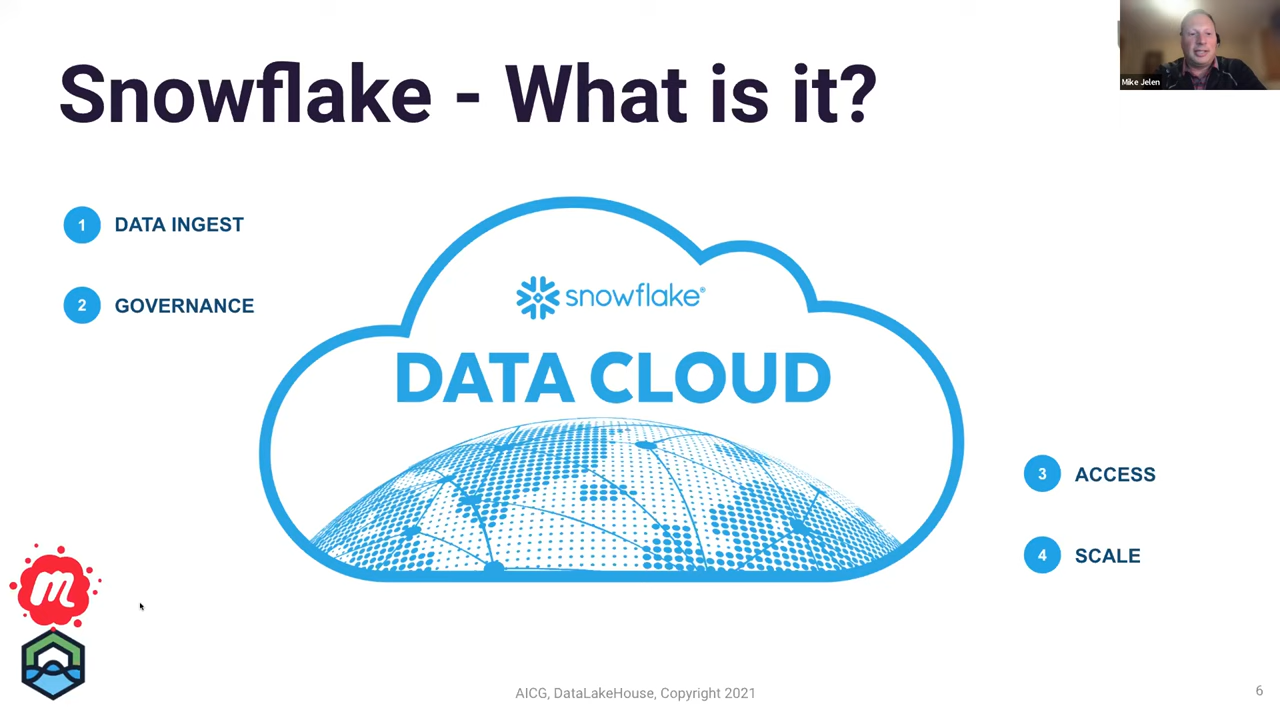 Snowflake - What is it?
Mike Jelen
1 DATA INGEST
2 GOVERNANCE
snowflake®
DATA CLOUD
3 ACCESS
4 SCALE
m
AICG, DataLakeHouse, Copyright 2021
6